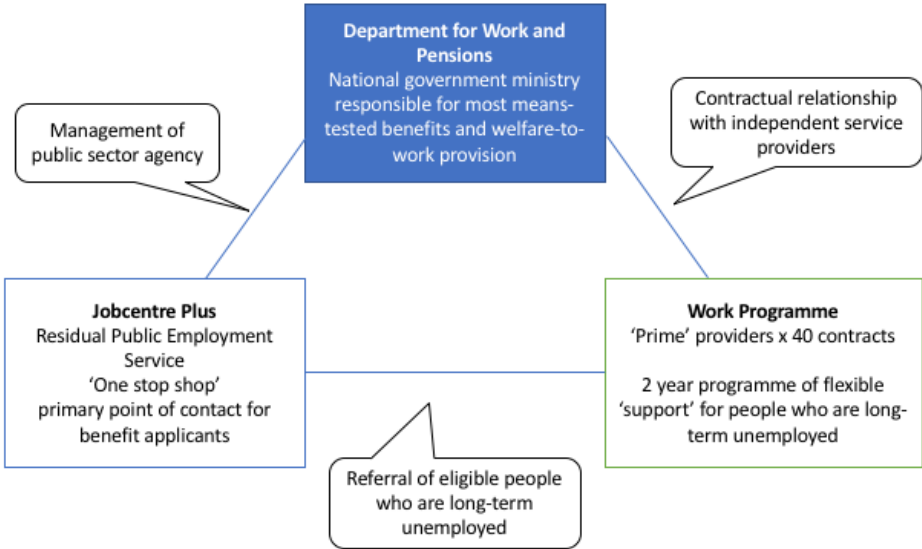 Department for Work and
Pensions
National government ministry
responsible for most means-
tested benefits and welfare-to-
work provision
Management of
public sector agency
Contractual relationship
with independent service
providers
Jobcentre Plus
Residual Public Employment
Service
‘One stop shop’
primary point of contact for
benefit applicants
Work Programme
‘Prime’ providers x 40 contracts
2 year programme of flexible
‘support’ for people who are long-
term unemployed
Referral of eligible people
who are long-term
unemployed